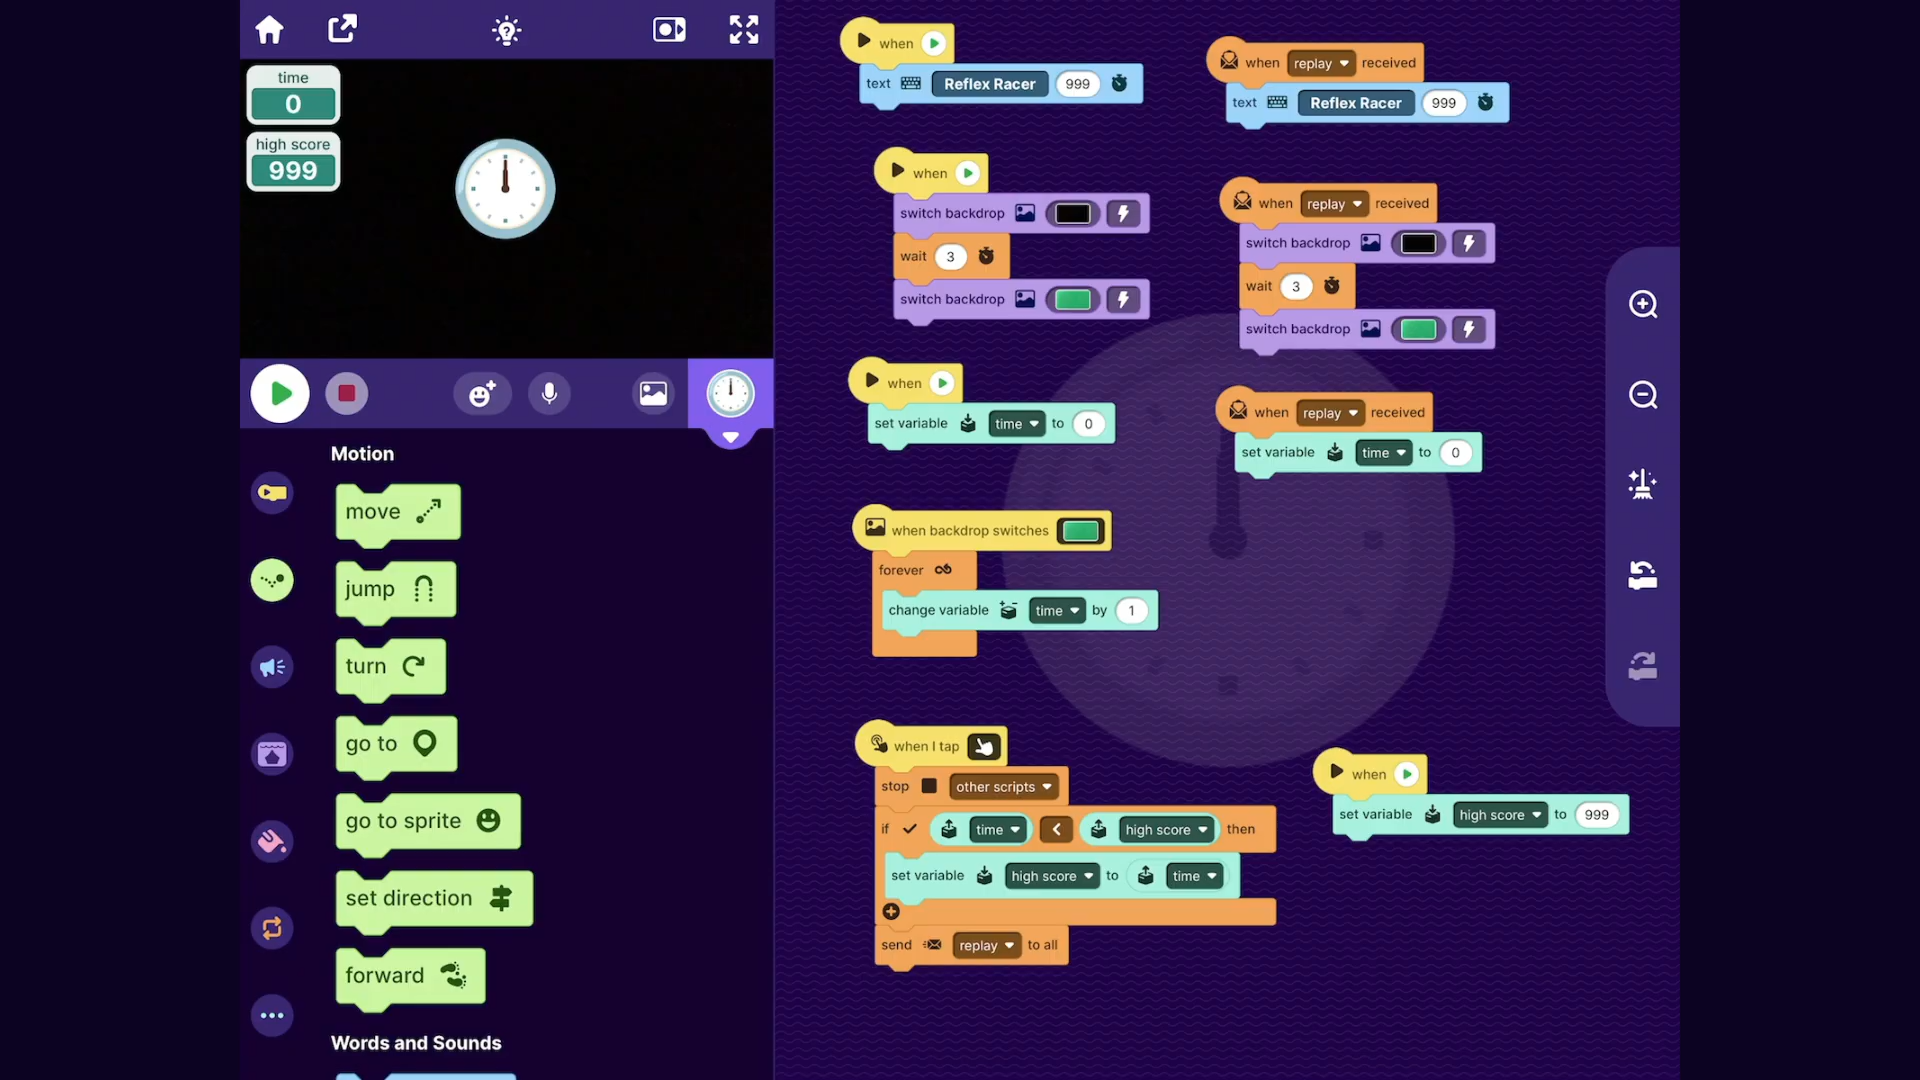 time
0
high score
999
Motion
move
jump
turn
go to
go to sprite
set direction
forward
Words and Sounds
when
text Reflex Racer 999
when
switch backdrop
wait 3
switch backdrop
when
set variable time to 0
when backdrop switches
forever
change variable time by 1
when I tap
stop other scripts
if time < high score then
set variable high score to time
send replay to all
when replay received
text Reflex Racer 999
when replay received
switch backdrop
wait 3
switch backdrop
when replay received
set variable time to 0
when
set variable high score to 999